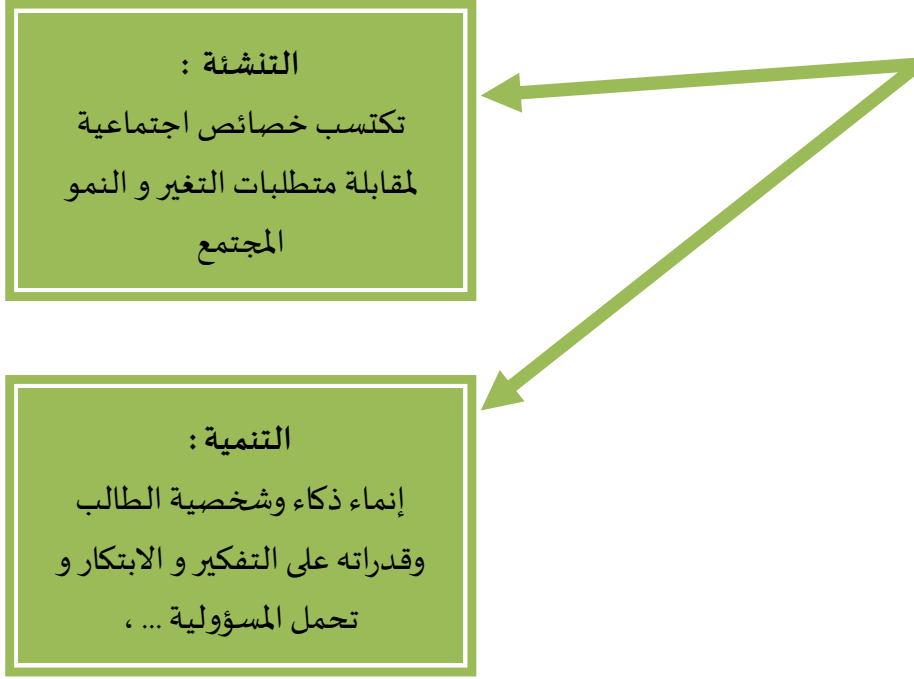 التنشئة :
تكتسب خصائص اجتماعية
لمقابلة متطلبات التغير و النمو
المجتمع
التنمية :
إنماء ذكاء وشخصية الطالب
وقدراته على التفكير و الابتكار و
تحمل المسؤولية ... ،